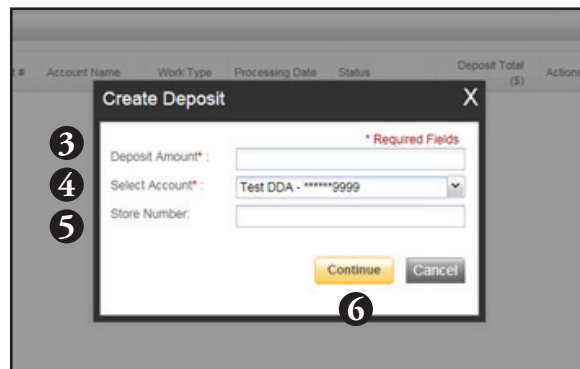 t # Account Name Work Type Processing Date Status Deposit Total ($) Actions
Create Deposit X
* Required Fields
3 Deposit Amount* :
4 Select Account* : Test DDA - ******9999
5 Store Number:
Continue Cancel
6